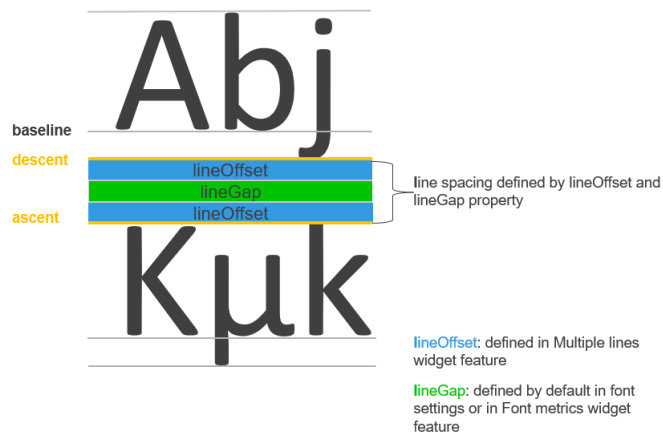 Abj
baseline
descent
lineOffset
lineGap
lineOffset
ascent
line spacing defined by lineOffset and
lineGap property
Kμk
lineOffset: defined in Multiple lines
widget feature
lineGap: defined by default in font
settings or in Font metrics widget
feature